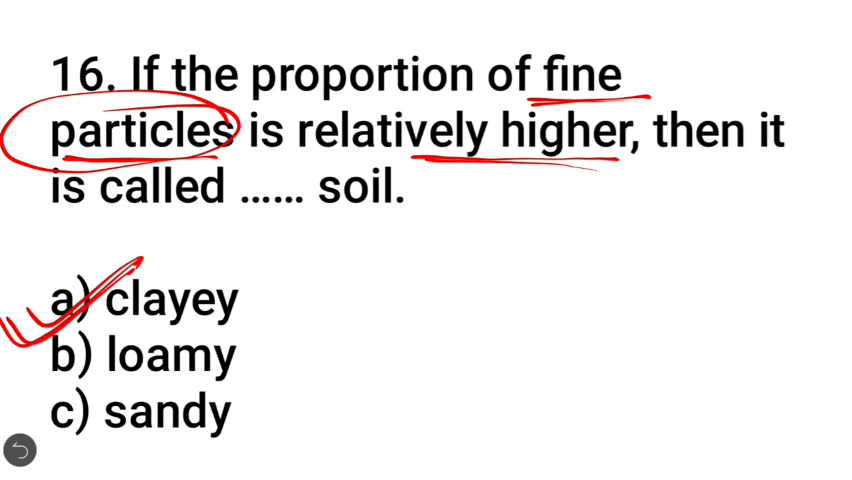 16. If the proportion of fine
particles is relatively higher, then it
is called ...... soil.
a) clayey
b) loamy
c) sandy